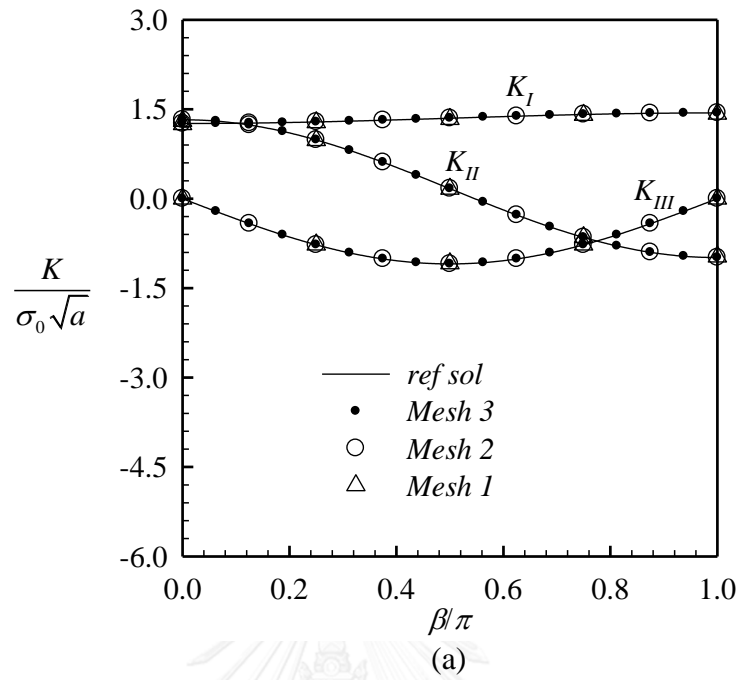 3.0
1.5
0.0
-1.5
-3.0
-4.5
-6.0
K
σ₀√a
K_I
K_II
K_III
ref sol
Mesh 3
Mesh 2
Mesh 1
0.0 0.2 0.4 0.6 0.8 1.0
β/π
(a)